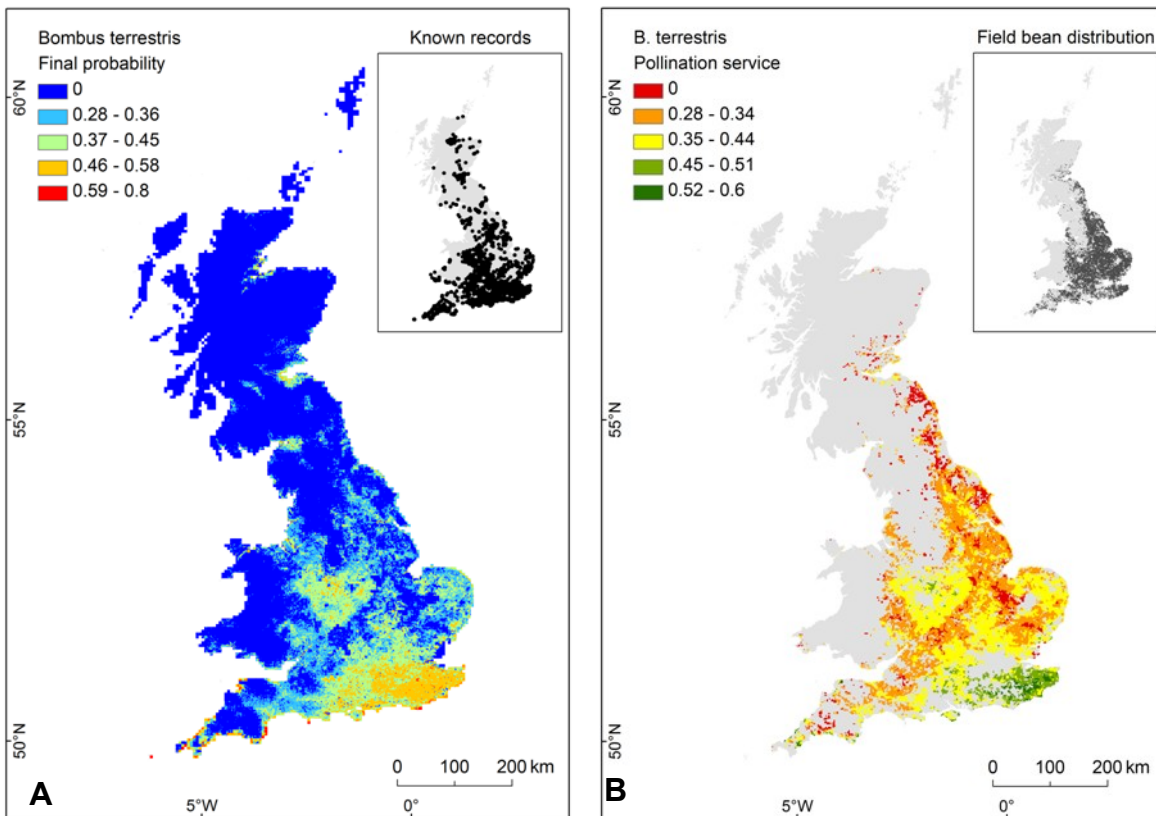 Bombus terrestris
Final probability
0
0.28 - 0.36
0.37 - 0.45
0.46 - 0.58
0.59 - 0.8
Known records
60°N
55°N
50°N
0 100 200 km
A
5°W 0°
B. terrestris
Pollination service
0
0.28 - 0.34
0.35 - 0.44
0.45 - 0.51
0.52 - 0.6
Field bean distribution
60°N
55°N
50°N
0 100 200 km
B
5°W 0°